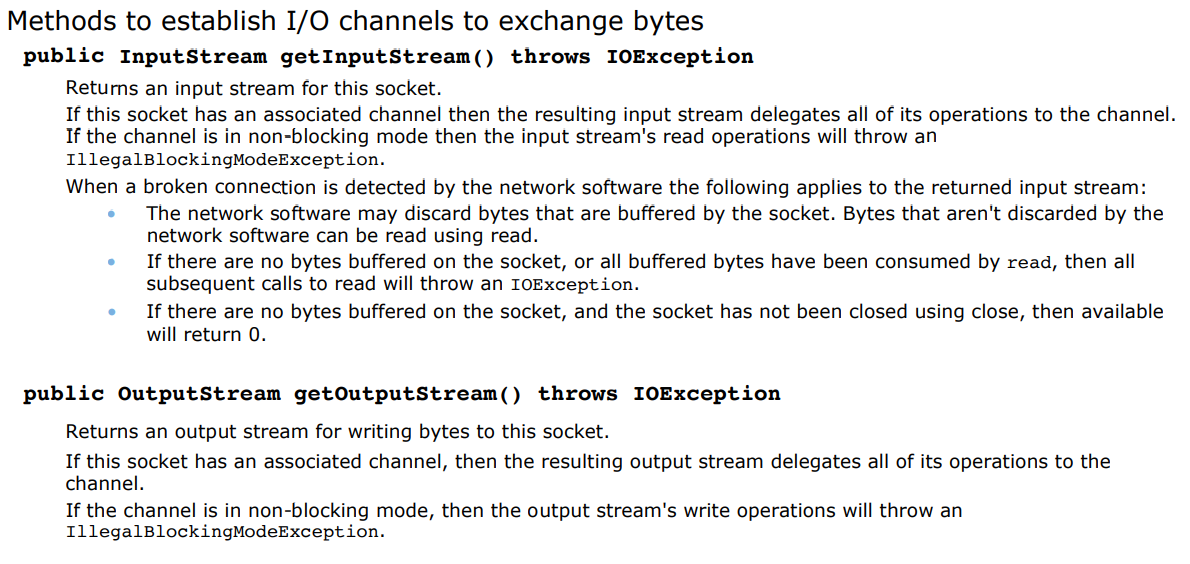 Methods to establish I/O channels to exchange bytes
public InputStream getInputStream() throws IOException
Returns an input stream for this socket.
If this socket has an associated channel then the resulting input stream delegates all of its operations to the channel.
If the channel is in non-blocking mode then the input stream's read operations will throw an
IllegalBlockingModeException.
When a broken connection is detected by the network software the following applies to the returned input stream:
• The network software may discard bytes that are buffered by the socket. Bytes that aren't discarded by the
network software can be read using read.
• If there are no bytes buffered on the socket, or all buffered bytes have been consumed by read, then all
subsequent calls to read will throw an IOException.
• If there are no bytes buffered on the socket, and the socket has not been closed using close, then available
will return 0.
public OutputStream getOutputStream() throws IOException
Returns an output stream for writing bytes to this socket.
If this socket has an associated channel, then the resulting output stream delegates all of its operations to the
channel.
If the channel is in non-blocking mode, then the output stream's write operations will throw an
IllegalBlockingModeException.